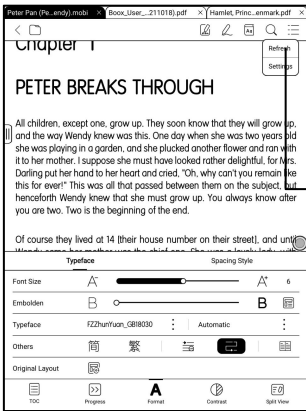 Peter Pan (Pe...endy).mobi × Boox_User_...211018).pdf × Hamlet, Princ...enmark.pdf ×
Aa
Refresh
Settings
Chapter 1
PETER BREAKS THROUGH
All children, except one, grow up. They soon know that they will grow up,
and the way Wendy knew was this. One day when she was two years old
she was playing in a garden, and she plucked another flower and ran with
it to her mother. I suppose she must have looked rather delightful, for Mrs.
Darling put her hand to her heart and cried, "Oh, why can't you remain like
this for ever!" This was all that passed between them on the subject, but
henceforth Wendy knew that she must grow up. You always know after
you are two. Two is the beginning of the end.
Of course they lived at 14 [their house number on their street], and until
Typeface Spacing Style
Font Size A- A+ 6
Embolden B B
Typeface FZZhunYuan_GB18030 Automatic
Others 简 繁
Original Layout
TOC Progress Format Contrast Split View